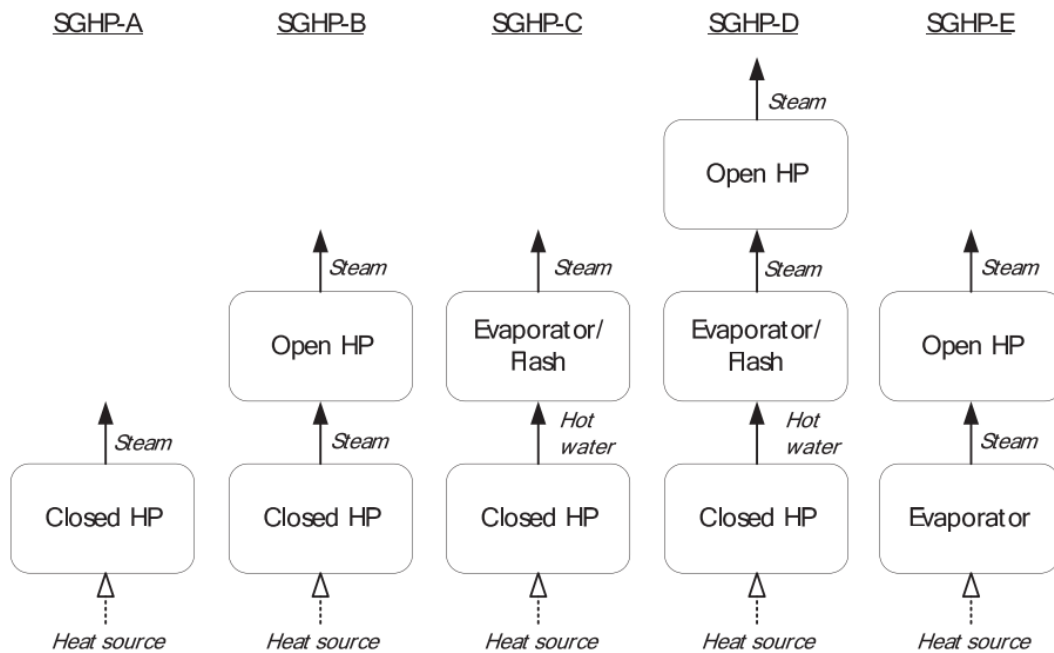 SGHP-A SGHP-B SGHP-C SGHP-D SGHP-E
Steam
Open HP
Steam Steam Steam Steam
Open HP Evaporator/ Flash Evaporator/ Flash Open HP
Steam Steam Hot water Hot water Steam
Closed HP Closed HP Closed HP Closed HP Evaporator
Heat source Heat source Heat source Heat source Heat source